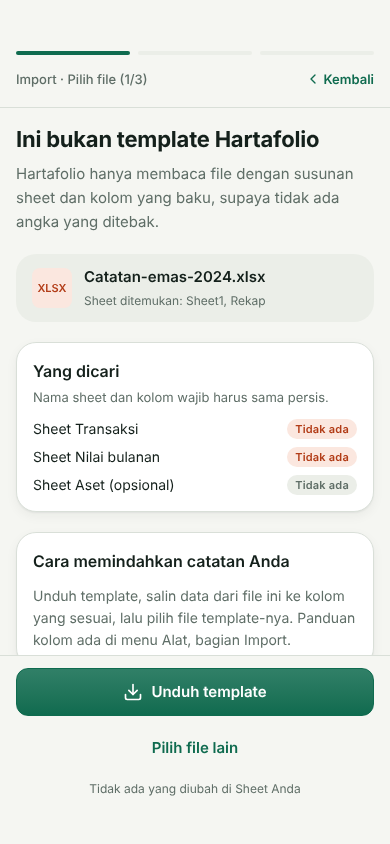 Import · Pilih file (1/3)
Kembali
Ini bukan template Hartafolio
Hartafolio hanya membaca file dengan susunan
sheet dan kolom yang baku, supaya tidak ada
angka yang ditebak.
XLSX
Catatan-emas-2024.xlsx
Sheet ditemukan: Sheet1, Rekap
Yang dicari
Nama sheet dan kolom wajib harus sama persis.
Sheet Transaksi
Tidak ada
Sheet Nilai bulanan
Tidak ada
Sheet Aset (opsional)
Tidak ada
Cara memindahkan catatan Anda
Unduh template, salin data dari file ini ke kolom
yang sesuai, lalu pilih file template-nya. Panduan
kolom ada di menu Alat, bagian Import.
Unduh template
Pilih file lain
Tidak ada yang diubah di Sheet Anda